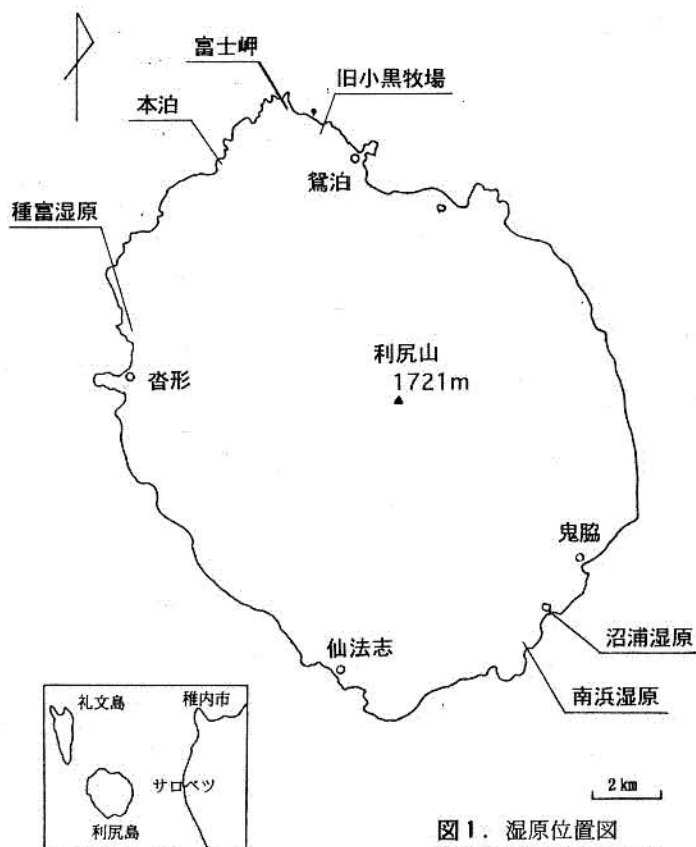 富士岬
旧小黒牧場
本泊
鴛泊
種富湿原
利尻山
1721m
沓形
鬼脇
沼浦湿原
仙法志
南浜湿原
礼文島
稚内市
サロベツ
利尻島
2km
図1．湿原位置図